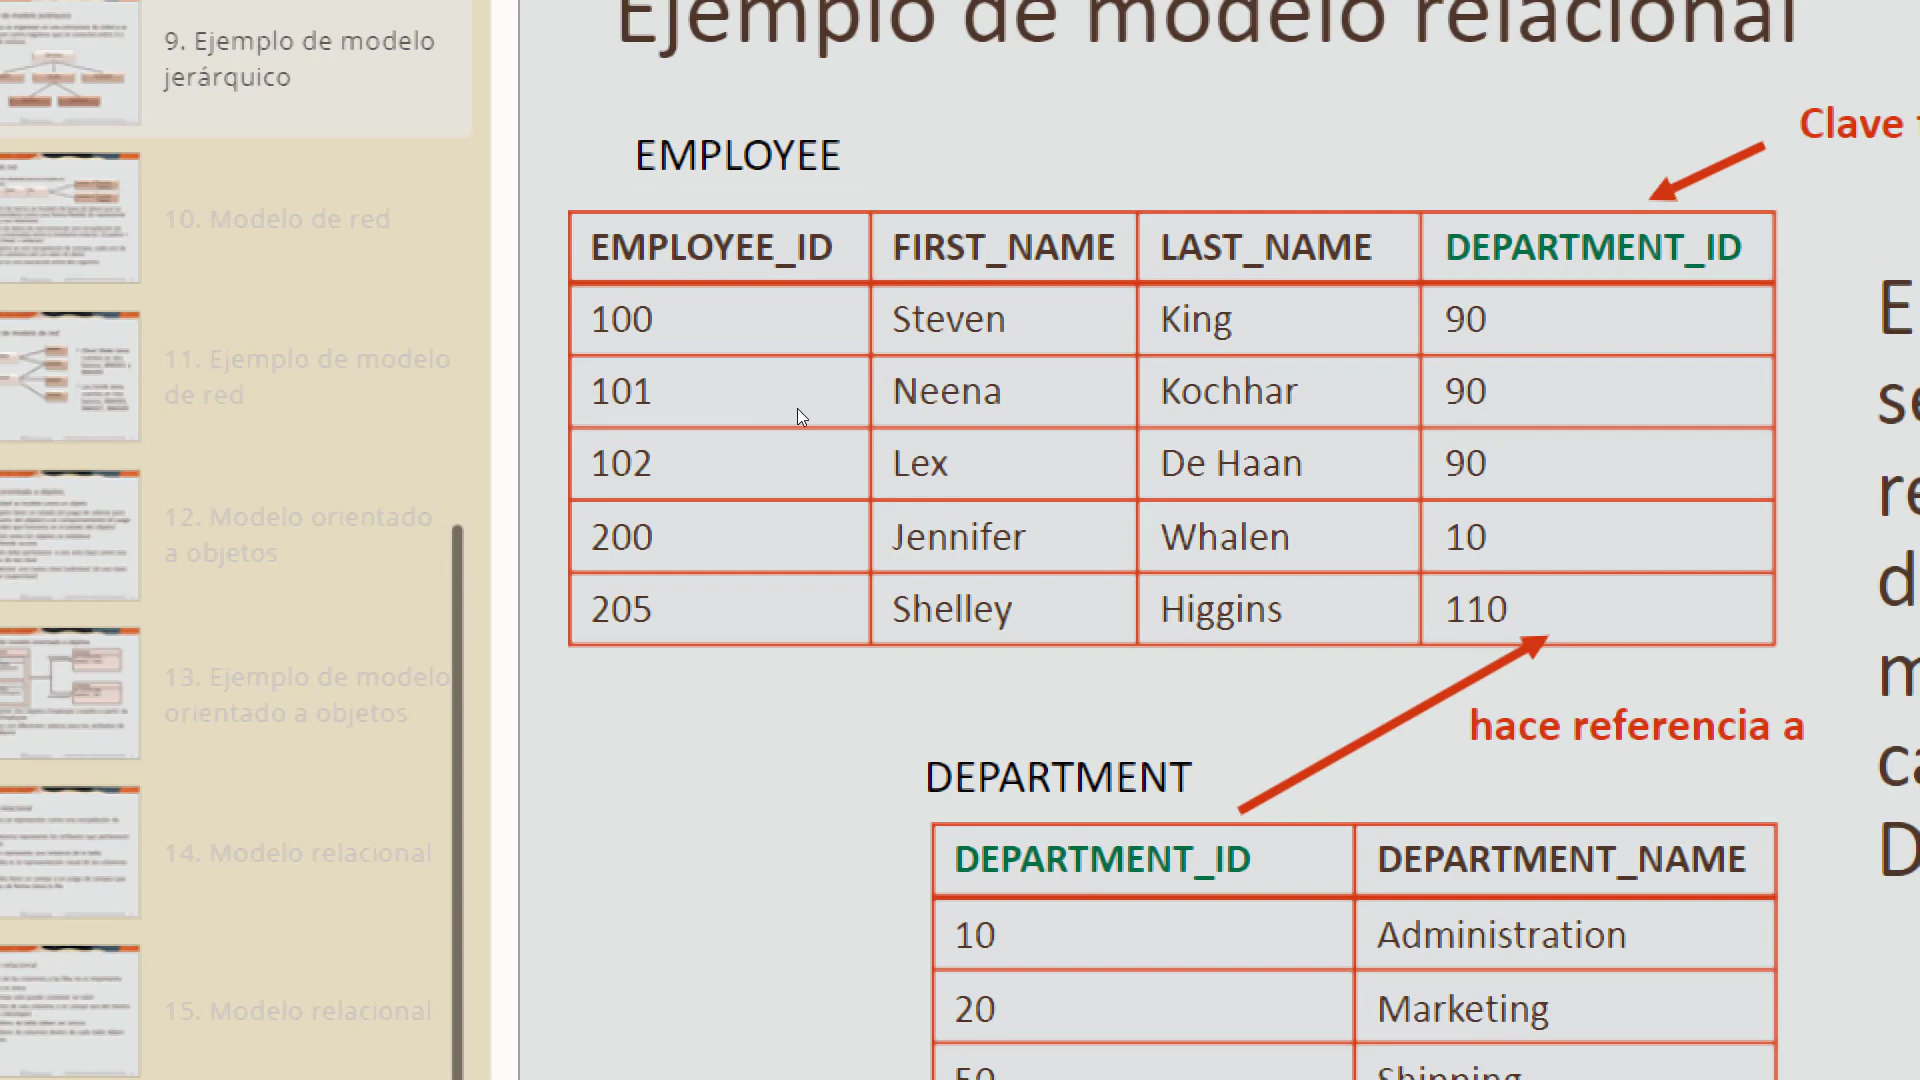 9. Ejemplo de modelo
jerárquico
10. Modelo de red
11. Ejemplo de modelo
de red
12. Modelo orientado
a objetos
13. Ejemplo de modelo
orientado a objetos
14. Modelo relacional
15. Modelo relacional
Ejemplo de modelo relacional
Clave
EMPLOYEE
EMPLOYEE_ID FIRST_NAME LAST_NAME DEPARTMENT_ID
100 Steven King 90
101 Neena Kochhar 90
102 Lex De Haan 90
200 Jennifer Whalen 10
205 Shelley Higgins 110
hace referencia a
DEPARTMENT
DEPARTMENT_ID DEPARTMENT_NAME
10 Administration
20 Marketing
50 Shipping